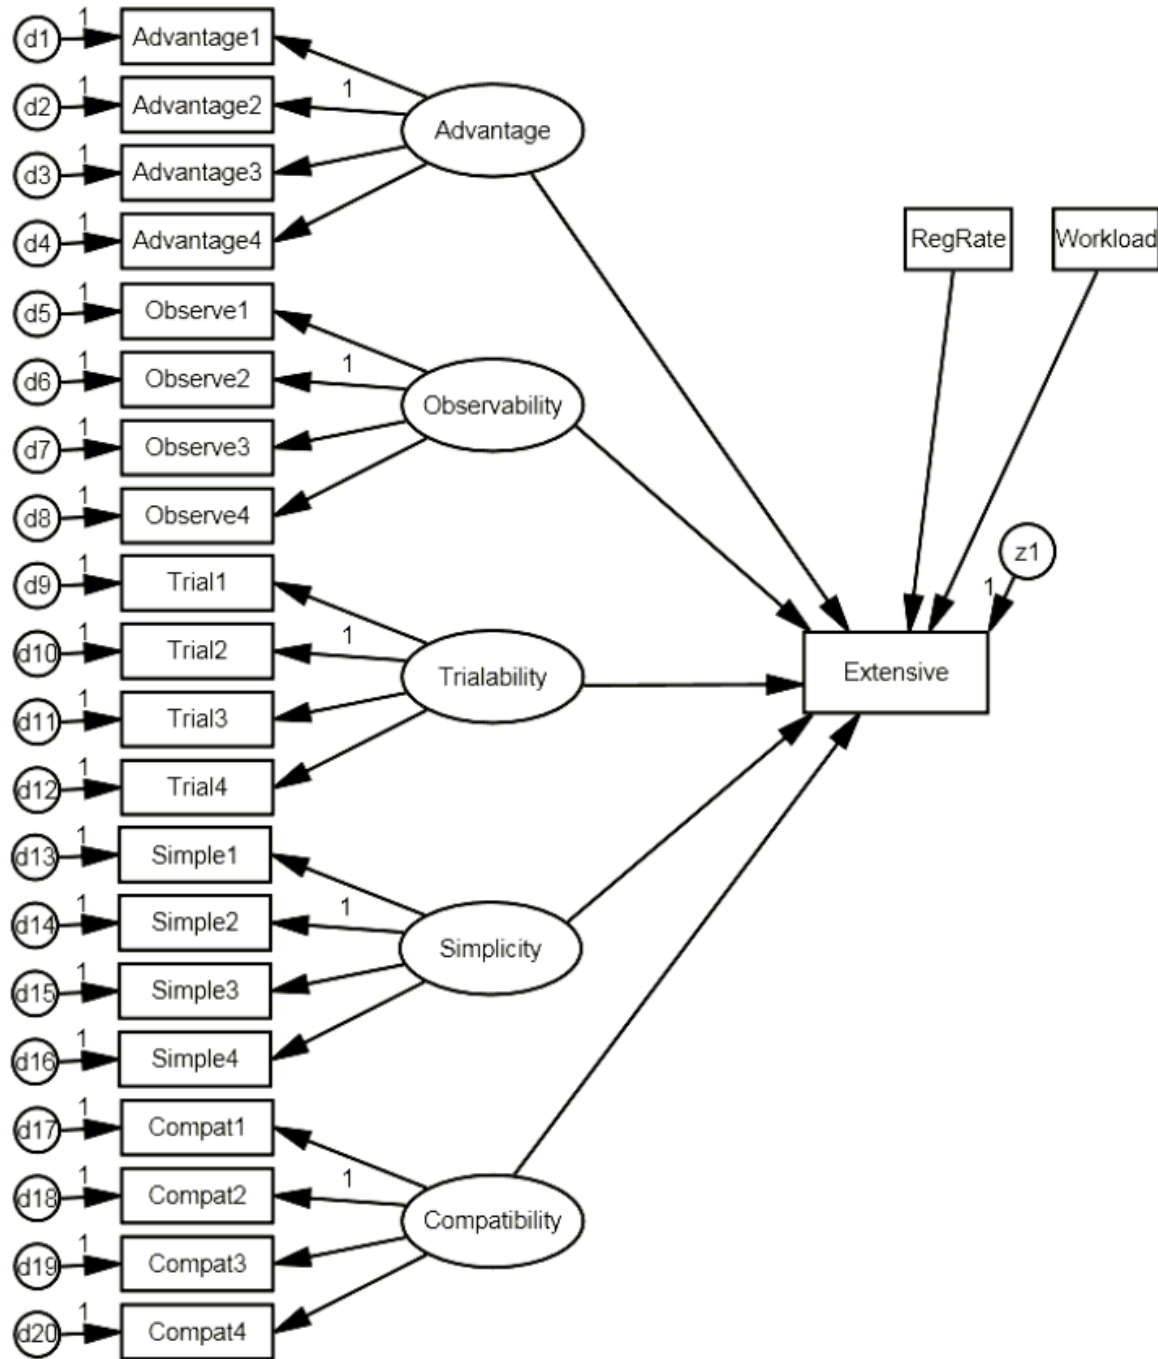 1
d1
Advantage1
1
d2
Advantage2
1
1
d3
Advantage3
1
d4
Advantage4
Advantage
1
d5
Observe1
1
d6
Observe2
1
1
d7
Observe3
1
d8
Observe4
Observability
1
d9
Trial1
1
d10
Trial2
1
1
d11
Trial3
1
d12
Trial4
Trialability
1
d13
Simple1
1
d14
Simple2
1
1
d15
Simple3
1
d16
Simple4
Simplicity
1
d17
Compat1
1
d18
Compat2
1
1
d19
Compat3
1
d20
Compat4
Compatibility
RegRate
Workload
z1
1
Extensive